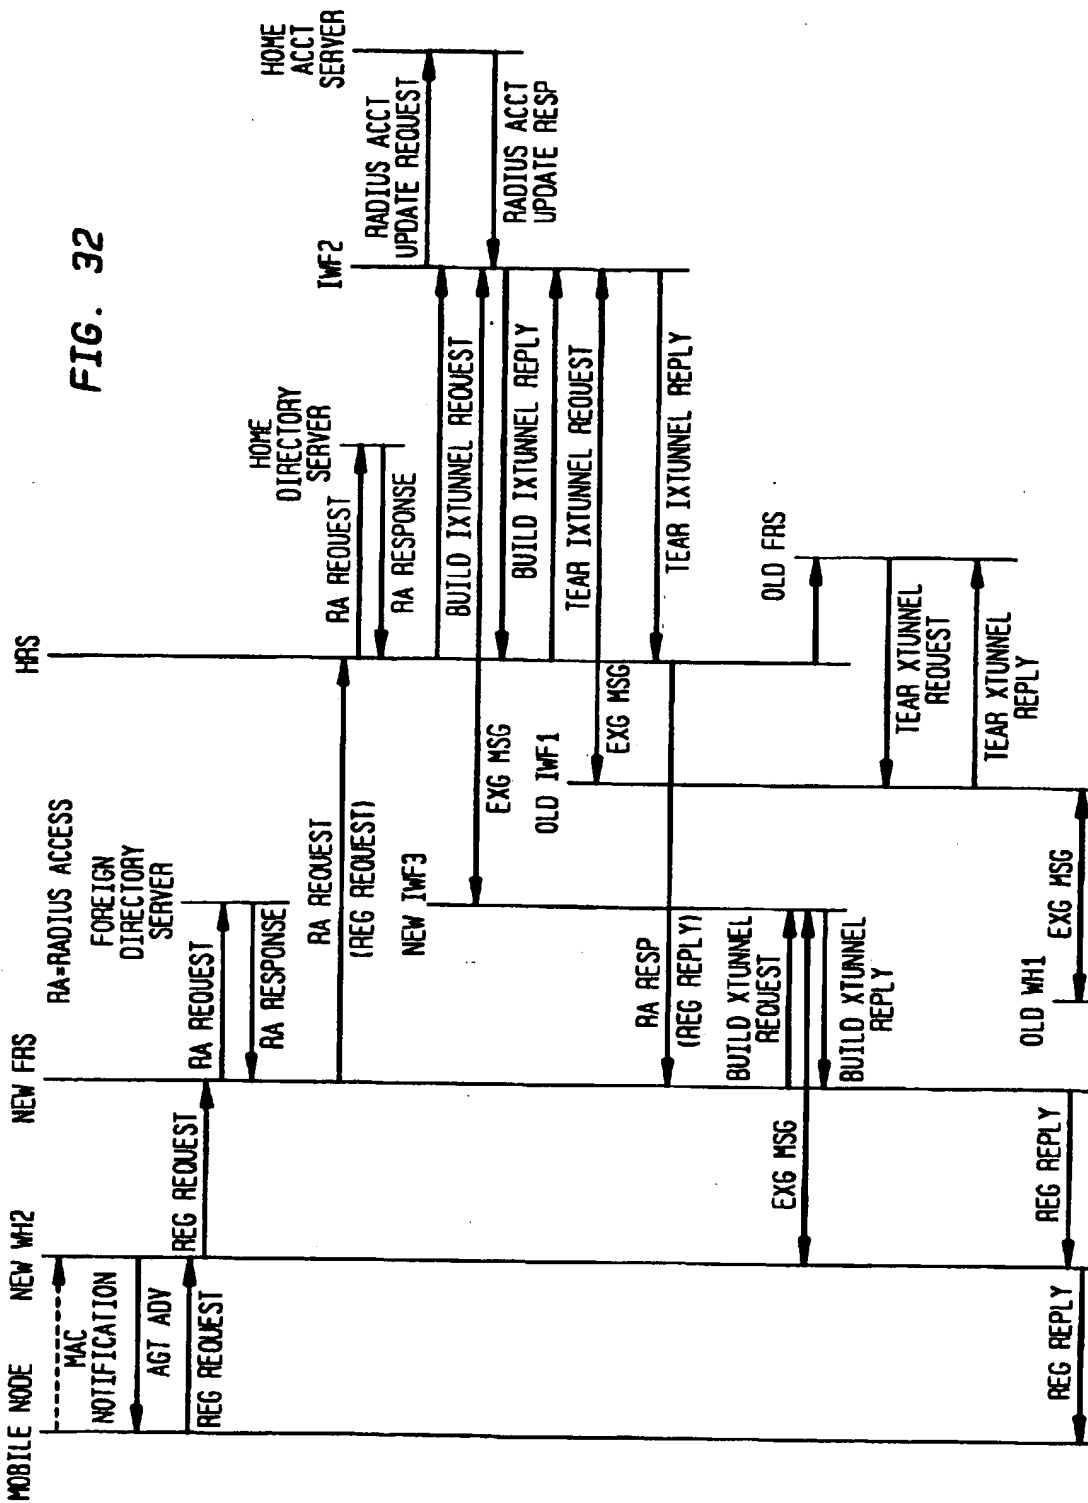 FIG. 32
RA=RADIUS ACCESS
MOBILE NODE
NEW WH2
NEW FRS
FOREIGN
DIRECTORY
SERVER
HRS
HOME
DIRECTORY
SERVER
IWF2
HOME
ACCT
SERVER
MAC
NOTIFICATION
AGT ADV
REG REQUEST
REG REQUEST
RA REQUEST
RA RESPONSE
RA REQUEST
(REG REQUEST)
RA REQUEST
RA RESPONSE
RADIUS ACCT
UPDATE REQUEST
BUILD IXTUNNEL REQUEST
NEW IWF3
EXG MSG
RADIUS ACCT
UPDATE RESP
BUILD IXTUNNEL REPLY
TEAR IXTUNNEL REQUEST
OLD IWF1
EXG MSG
TEAR IXTUNNEL REPLY
RA RESP
(REG REPLY)
OLD FRS
BUILD XTUNNEL
REQUEST
EXG MSG
BUILD XTUNNEL
REPLY
TEAR XTUNNEL
REQUEST
TEAR XTUNNEL
REPLY
OLD WH1
EXG MSG
REG REPLY
REG REPLY